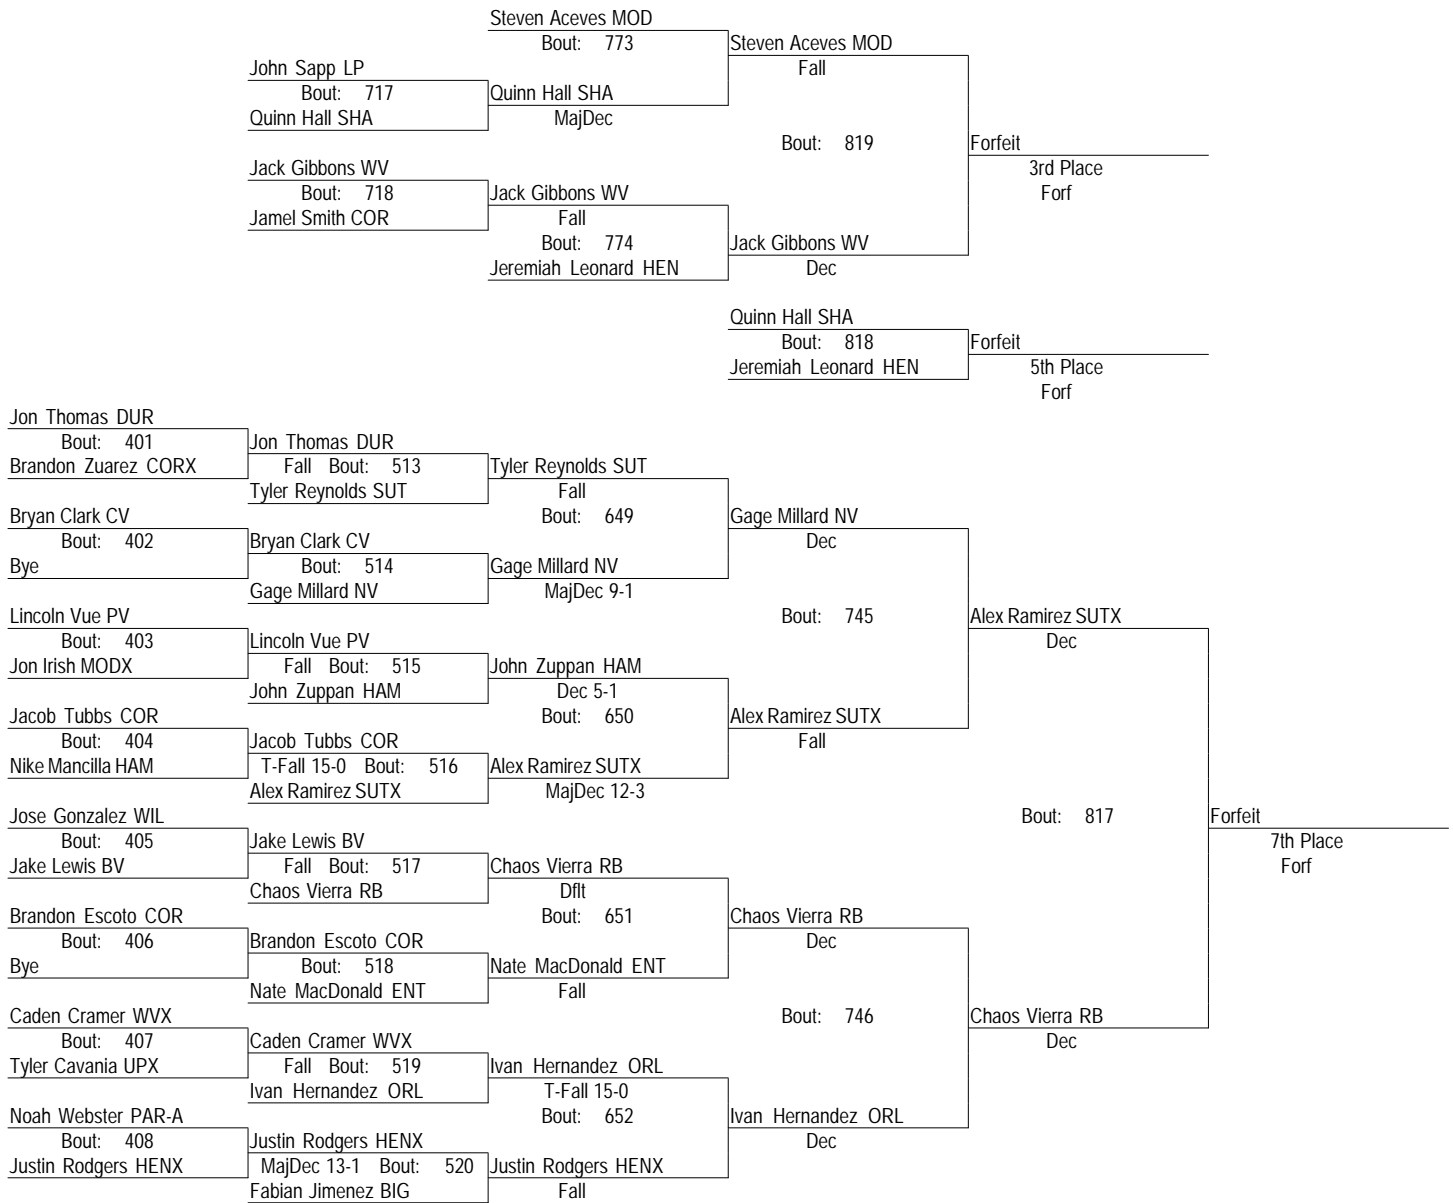 Steven Aceves MOD
Bout: 773 Steven Aceves MOD
John Sapp LP Fall
Bout: 717 Quinn Hall SHA
Quinn Hall SHA MajDec
Bout: 819 Forfeit
Jack Gibbons WV 3rd Place
Bout: 718 Jack Gibbons WV Forf
Jamel Smith COR Fall
Bout: 774 Jack Gibbons WV
Jeremiah Leonard HEN Dec
Quinn Hall SHA
Bout: 818 Forfeit
Jeremiah Leonard HEN 5th Place
Forf
Jon Thomas DUR
Bout: 401 Jon Thomas DUR
Brandon Zuarez CORX Fall Bout: 513 Tyler Reynolds SUT
Tyler Reynolds SUT Fall
Bryan Clark CV Bout: 649 Gage Millard NV
Bout: 402 Bryan Clark CV Dec
Bye Bout: 514 Gage Millard NV
Gage Millard NV MajDec 9-1
Lincoln Vue PV Bout: 745 Alex Ramirez SUTX
Bout: 403 Lincoln Vue PV Dec
Jon Irish MODX Fall Bout: 515 John Zuppan HAM
John Zuppan HAM Dec 5-1
Jacob Tubbs COR Bout: 650 Alex Ramirez SUTX
Bout: 404 Jacob Tubbs COR Fall
Nike Mancilla HAM T-Fall 15-0 Bout: 516 Alex Ramirez SUTX
Alex Ramirez SUTX MajDec 12-3
Jose Gonzalez WIL Bout: 817 Forfeit
Bout: 405 Jake Lewis BV 7th Place
Jake Lewis BV Fall Bout: 517 Chaos Vierra RB Forf
Chaos Vierra RB Dflt
Brandon Escoto COR Bout: 651 Chaos Vierra RB
Bout: 406 Brandon Escoto COR Dec
Bye Bout: 518 Nate MacDonald ENT
Nate MacDonald ENT Fall
Caden Cramer WVX Bout: 746 Chaos Vierra RB
Bout: 407 Caden Cramer WVX Dec
Tyler Cavania UPX Fall Bout: 519 Ivan Hernandez ORL
Ivan Hernandez ORL T-Fall 15-0
Noah Webster PAR-A Bout: 652 Ivan Hernandez ORL
Bout: 408 Justin Rodgers HENX Dec
Justin Rodgers HENX MajDec 13-1 Bout: 520 Justin Rodgers HENX
Fabian Jimenez BIG Fall